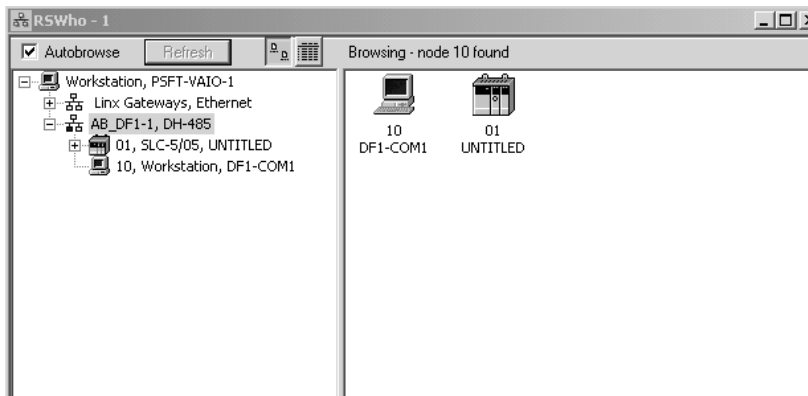 RSWho - 1
Autobrowse Refresh Browsing - node 10 found
Workstation, PSFT-VAIO-1
Linx Gateways, Ethernet
AB_DF1-1, DH-485
01, SLC-5/05, UNTITLED
10, Workstation, DF1-COM1
10
DF1-COM1
01
UNTITLED